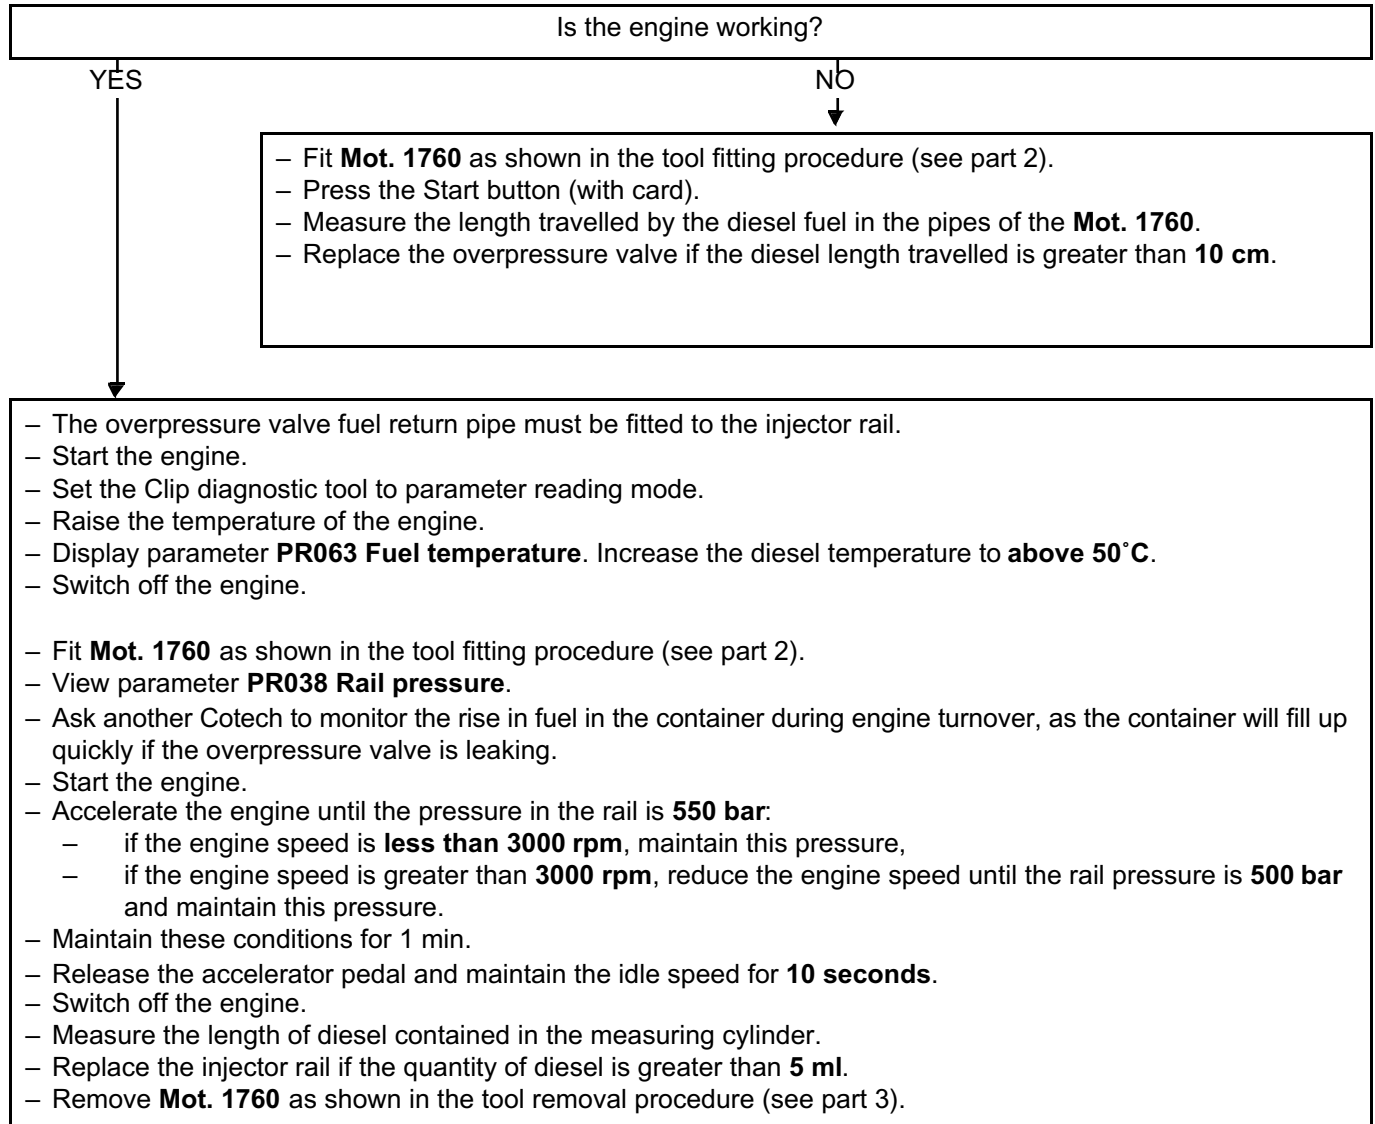 Is the engine working?
YES
NO
– Fit Mot. 1760 as shown in the tool fitting procedure (see part 2).
– Press the Start button (with card).
– Measure the length travelled by the diesel fuel in the pipes of the Mot. 1760.
– Replace the overpressure valve if the diesel length travelled is greater than 10 cm.
– The overpressure valve fuel return pipe must be fitted to the injector rail.
– Start the engine.
– Set the Clip diagnostic tool to parameter reading mode.
– Raise the temperature of the engine.
– Display parameter PR063 Fuel temperature. Increase the diesel temperature to above 50˚C.
– Switch off the engine.
– Fit Mot. 1760 as shown in the tool fitting procedure (see part 2).
– View parameter PR038 Rail pressure.
– Ask another Cotech to monitor the rise in fuel in the container during engine turnover, as the container will fill up
quickly if the overpressure valve is leaking.
– Start the engine.
– Accelerate the engine until the pressure in the rail is 550 bar:
– if the engine speed is less than 3000 rpm, maintain this pressure,
– if the engine speed is greater than 3000 rpm, reduce the engine speed until the rail pressure is 500 bar
and maintain this pressure.
– Maintain these conditions for 1 min.
– Release the accelerator pedal and maintain the idle speed for 10 seconds.
– Switch off the engine.
– Measure the length of diesel contained in the measuring cylinder.
– Replace the injector rail if the quantity of diesel is greater than 5 ml.
– Remove Mot. 1760 as shown in the tool removal procedure (see part 3).